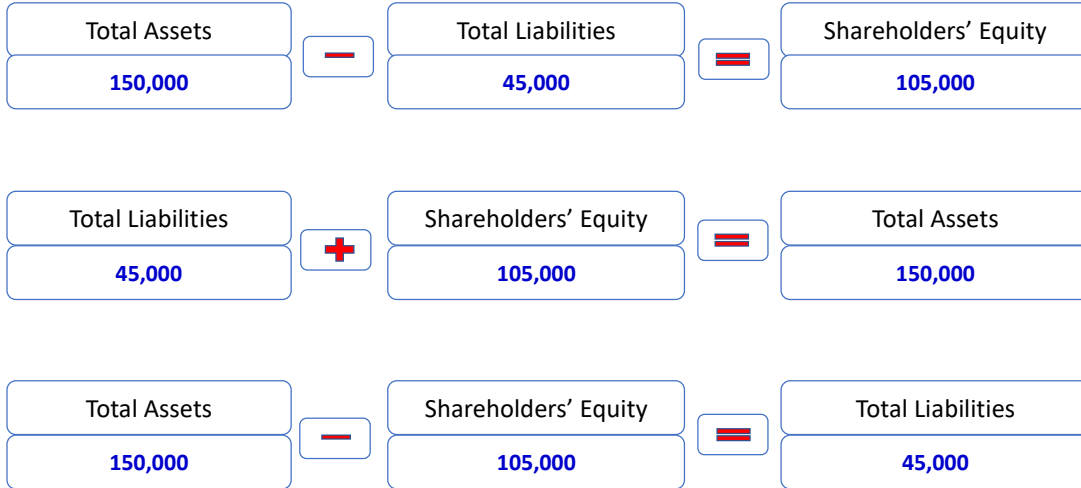 Total Assets
Total Liabilities
Shareholders’ Equity
−
=
150,000
45,000
105,000
Total Liabilities
Shareholders’ Equity
Total Assets
+
=
45,000
105,000
150,000
Total Assets
Shareholders’ Equity
Total Liabilities
−
=
150,000
105,000
45,000